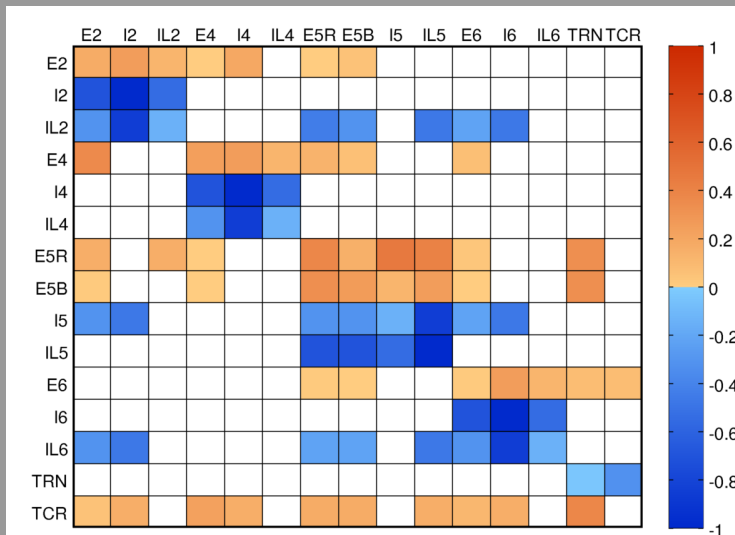 E2 I2 IL2 E4 I4 IL4 E5R E5B I5 IL5 E6 I6 IL6 TRN TCR
E2
I2
IL2
E4
I4
IL4
E5R
E5B
I5
IL5
E6
I6
IL6
TRN
TCR
1
0.8
0.6
0.4
0.2
0
-0.2
-0.4
-0.6
-0.8
-1